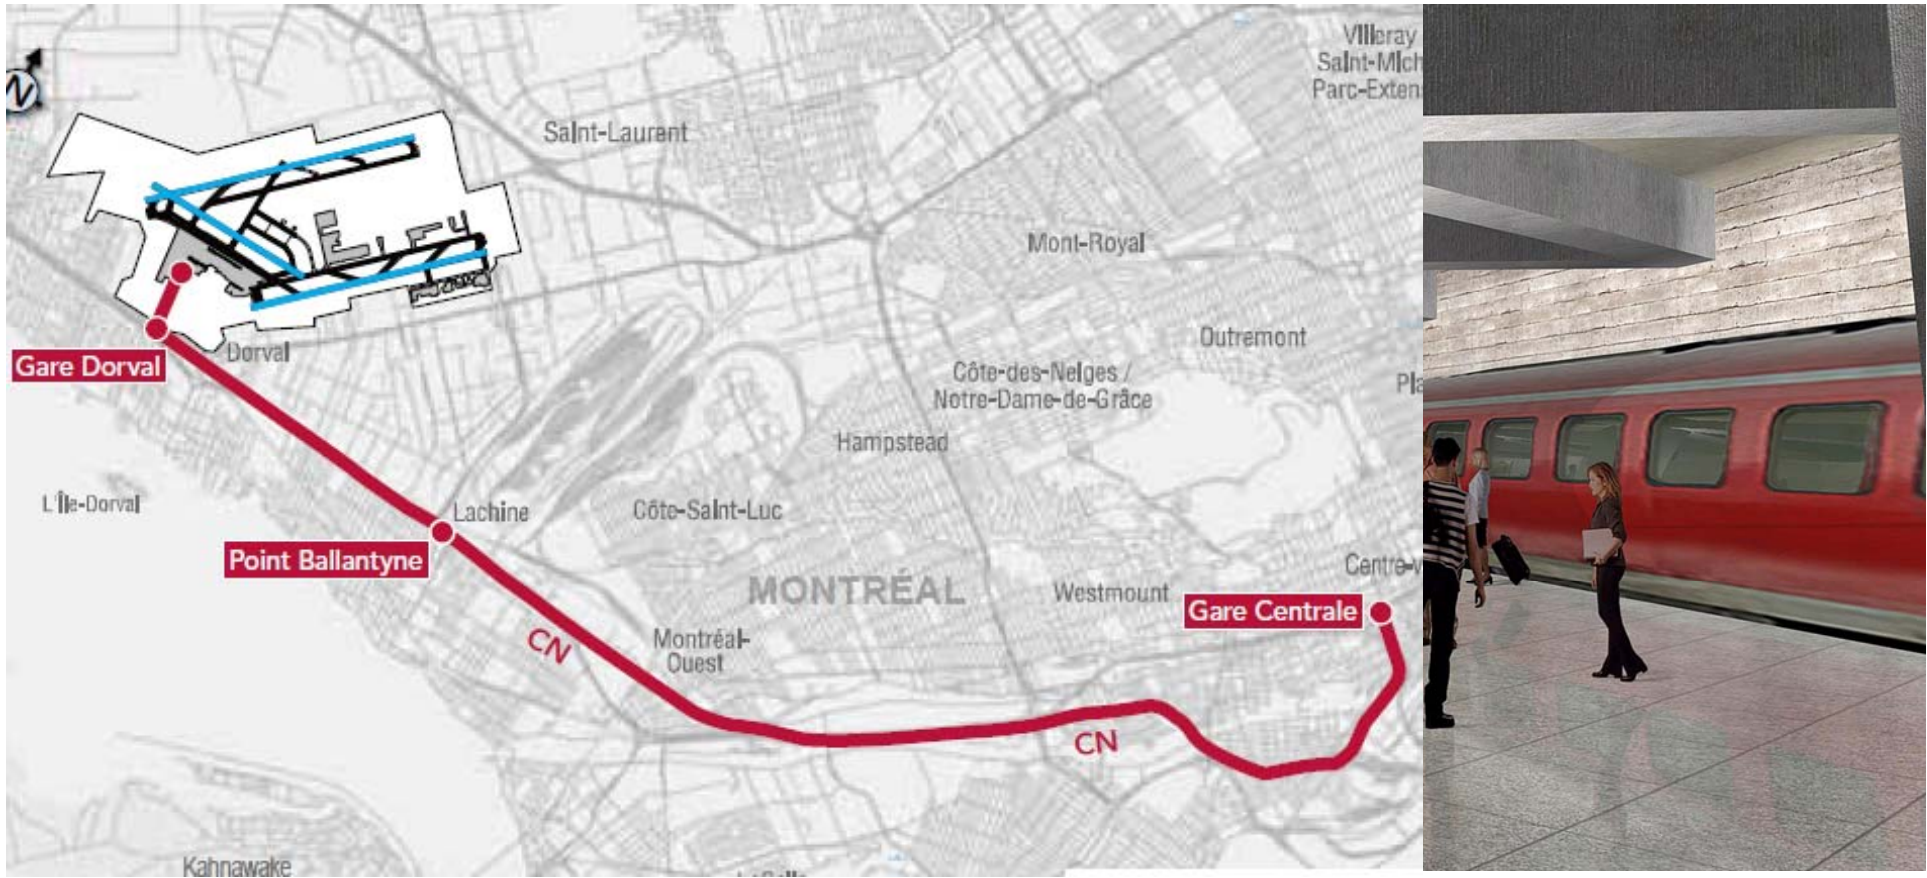 N
Villeray
Saint-Mich
Parc-Exten
Saint-Laurent
Mont-Royal
Outremont
Dorval
Gare Dorval
Côte-des-Neiges /
Notre-Dame-de-Grâce
Pla
Hampstead
L'Île-Dorval
Lachine
Côte-Saint-Luc
Point Ballantyne
Centre-v
MONTRÉAL
Westmount
Gare Centrale
CN
Montréal-
Ouest
CN
Kahnawake